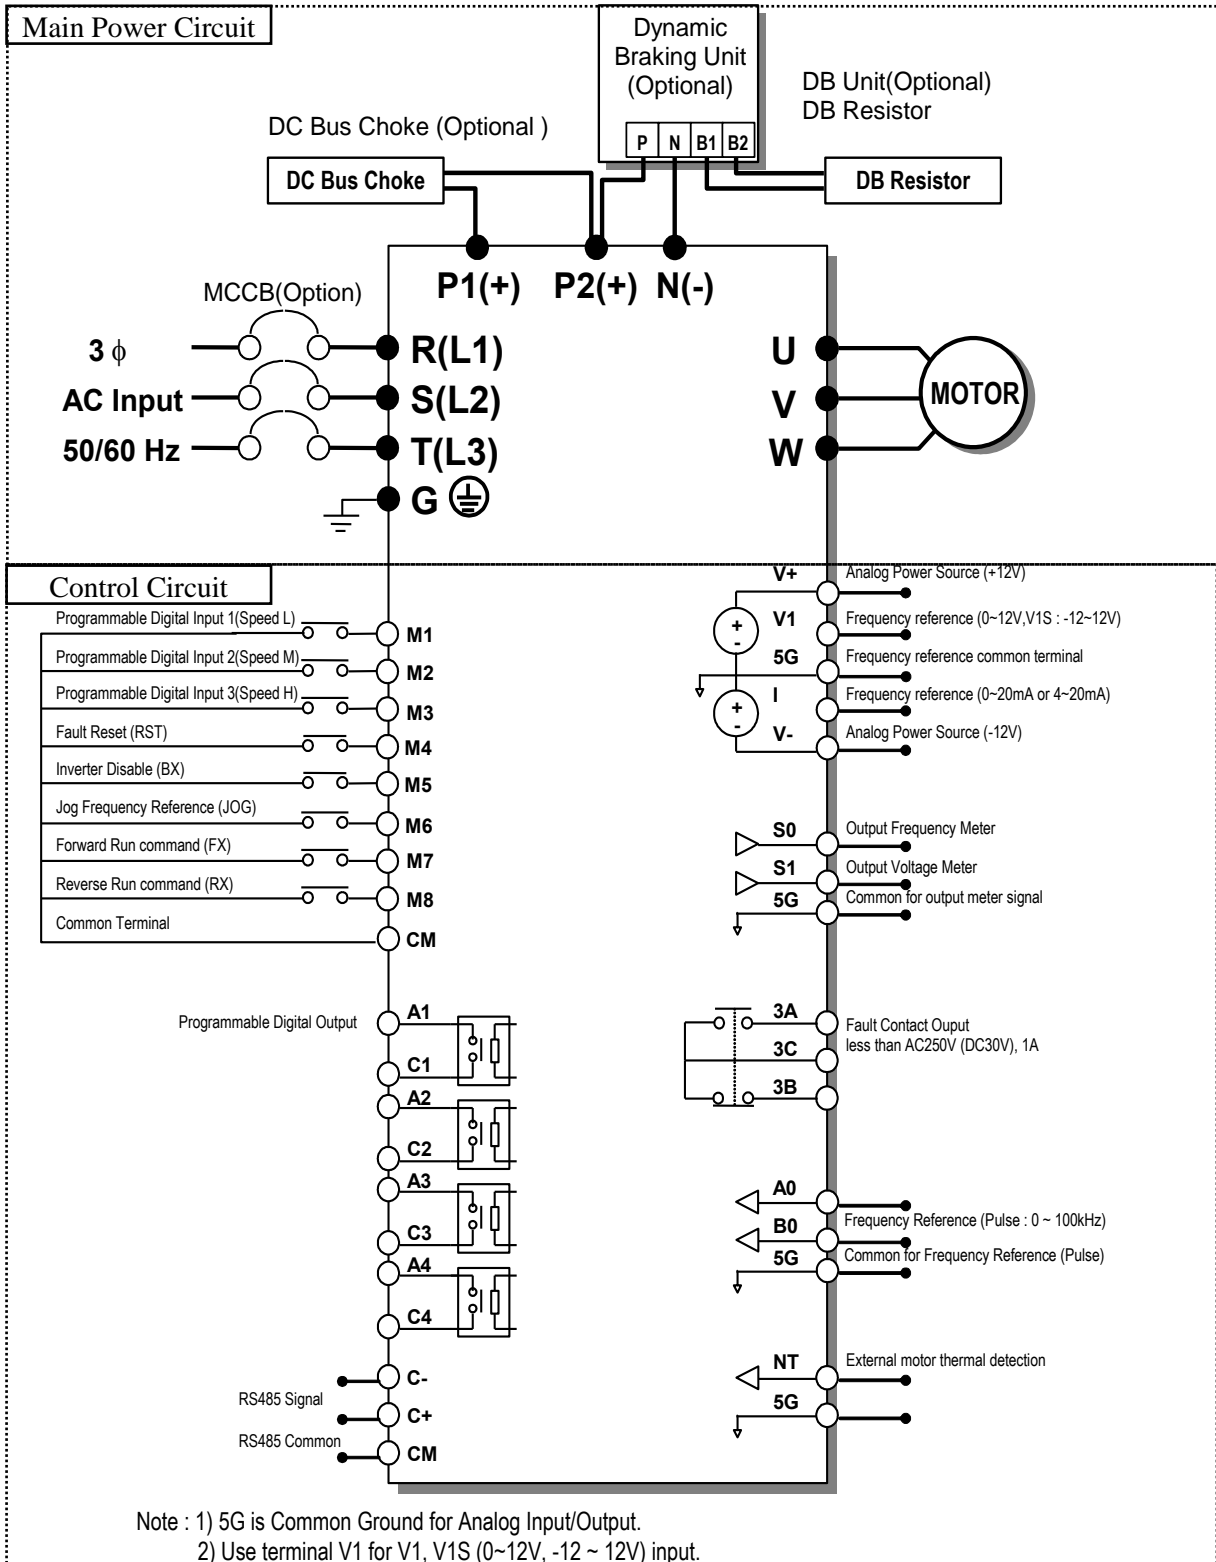 Main Power Circuit
Dynamic
Braking Unit
(Optional)
P N B1 B2
DB Unit(Optional)
DB Resistor
DC Bus Choke (Optional )
DC Bus Choke
DB Resistor
P1(+) P2(+) N(-)
MCCB(Option)
3 ϕ
AC Input
50/60 Hz
R(L1)
S(L2)
T(L3)
G
U
V
W
MOTOR
Control Circuit
Programmable Digital Input 1(Speed L)
M1
Programmable Digital Input 2(Speed M)
M2
Programmable Digital Input 3(Speed H)
M3
Fault Reset (RST)
M4
Inverter Disable (BX)
M5
Jog Frequency Reference (JOG)
M6
Forward Run command (FX)
M7
Reverse Run command (RX)
M8
Common Terminal
CM
Programmable Digital Output
A1
C1
A2
C2
A3
C3
A4
C4
RS485 Signal
C-
C+
RS485 Common
CM
V+ Analog Power Source (+12V)
+
-
V1 Frequency reference (0~12V,V1S : -12~12V)
5G Frequency reference common terminal
+
-
I Frequency reference (0~20mA or 4~20mA)
V- Analog Power Source (-12V)
S0 Output Frequency Meter
S1 Output Voltage Meter
5G Common for output meter signal
3A
3C
3B
Fault Contact Ouput
less than AC250V (DC30V), 1A
A0
B0
Frequency Reference (Pulse : 0 ~ 100kHz)
5G Common for Frequency Reference (Pulse)
NT External motor thermal detection
5G
Note : 1) 5G is Common Ground for Analog Input/Output.
2) Use terminal V1 for V1, V1S (0~12V, -12 ~ 12V) input.